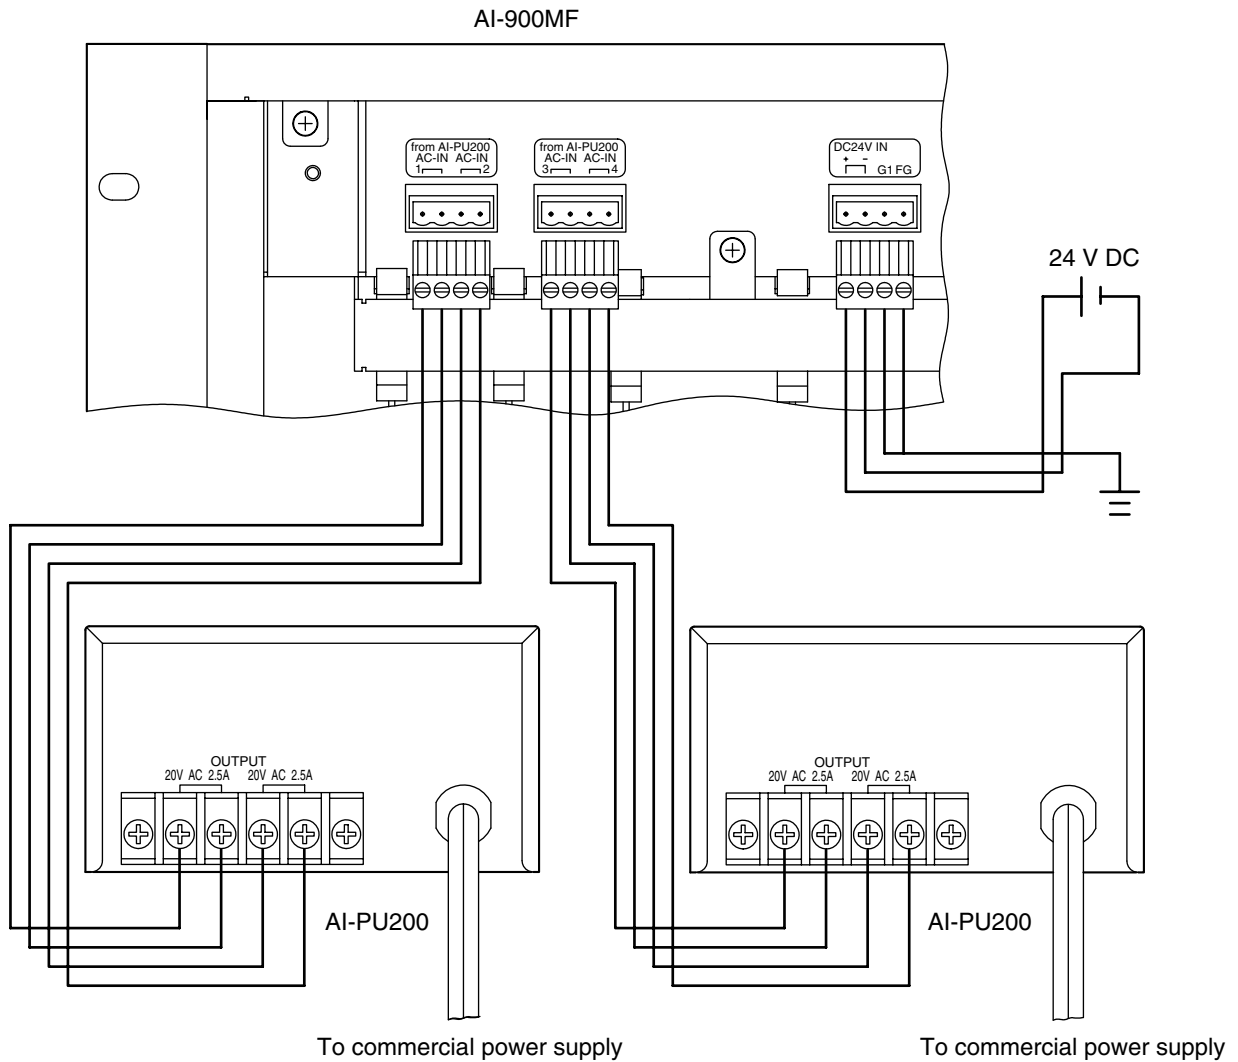 AI-900MF
from AI-PU200
AC-IN AC-IN
1 2
from AI-PU200
AC-IN AC-IN
3 4
DC24V IN
+ −
G1 FG
24 V DC
OUTPUT
20V AC 2.5A 20V AC 2.5A
OUTPUT
20V AC 2.5A 20V AC 2.5A
AI-PU200
AI-PU200
To commercial power supply
To commercial power supply